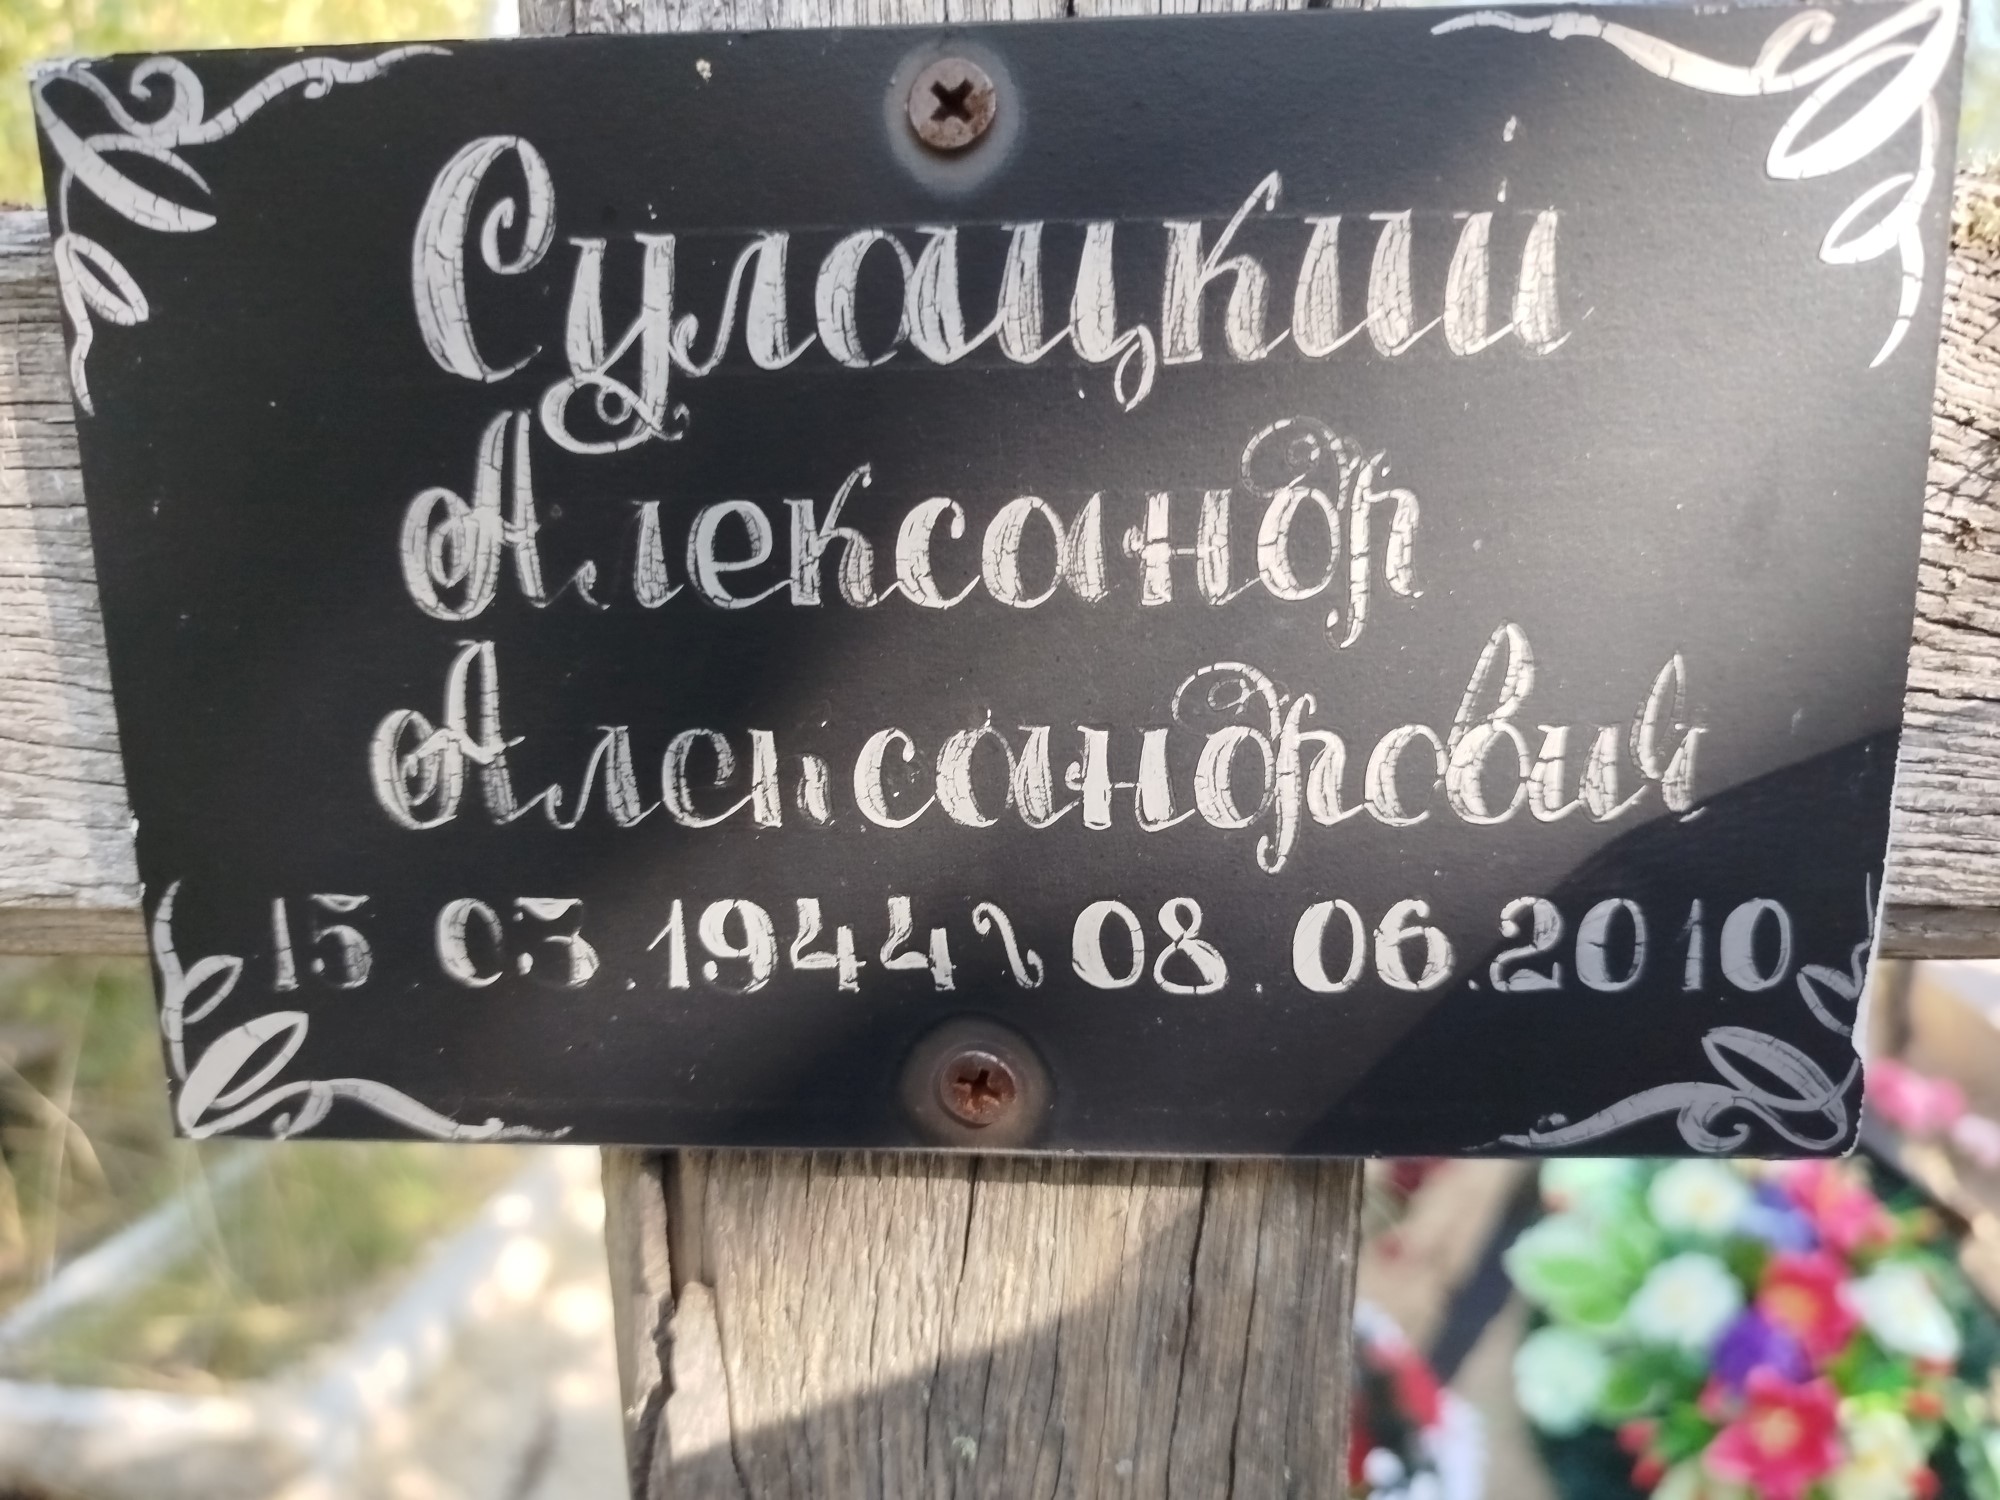 Сулацкий
Александр
Александрович
15.03.1944 ~ 08.06.2010